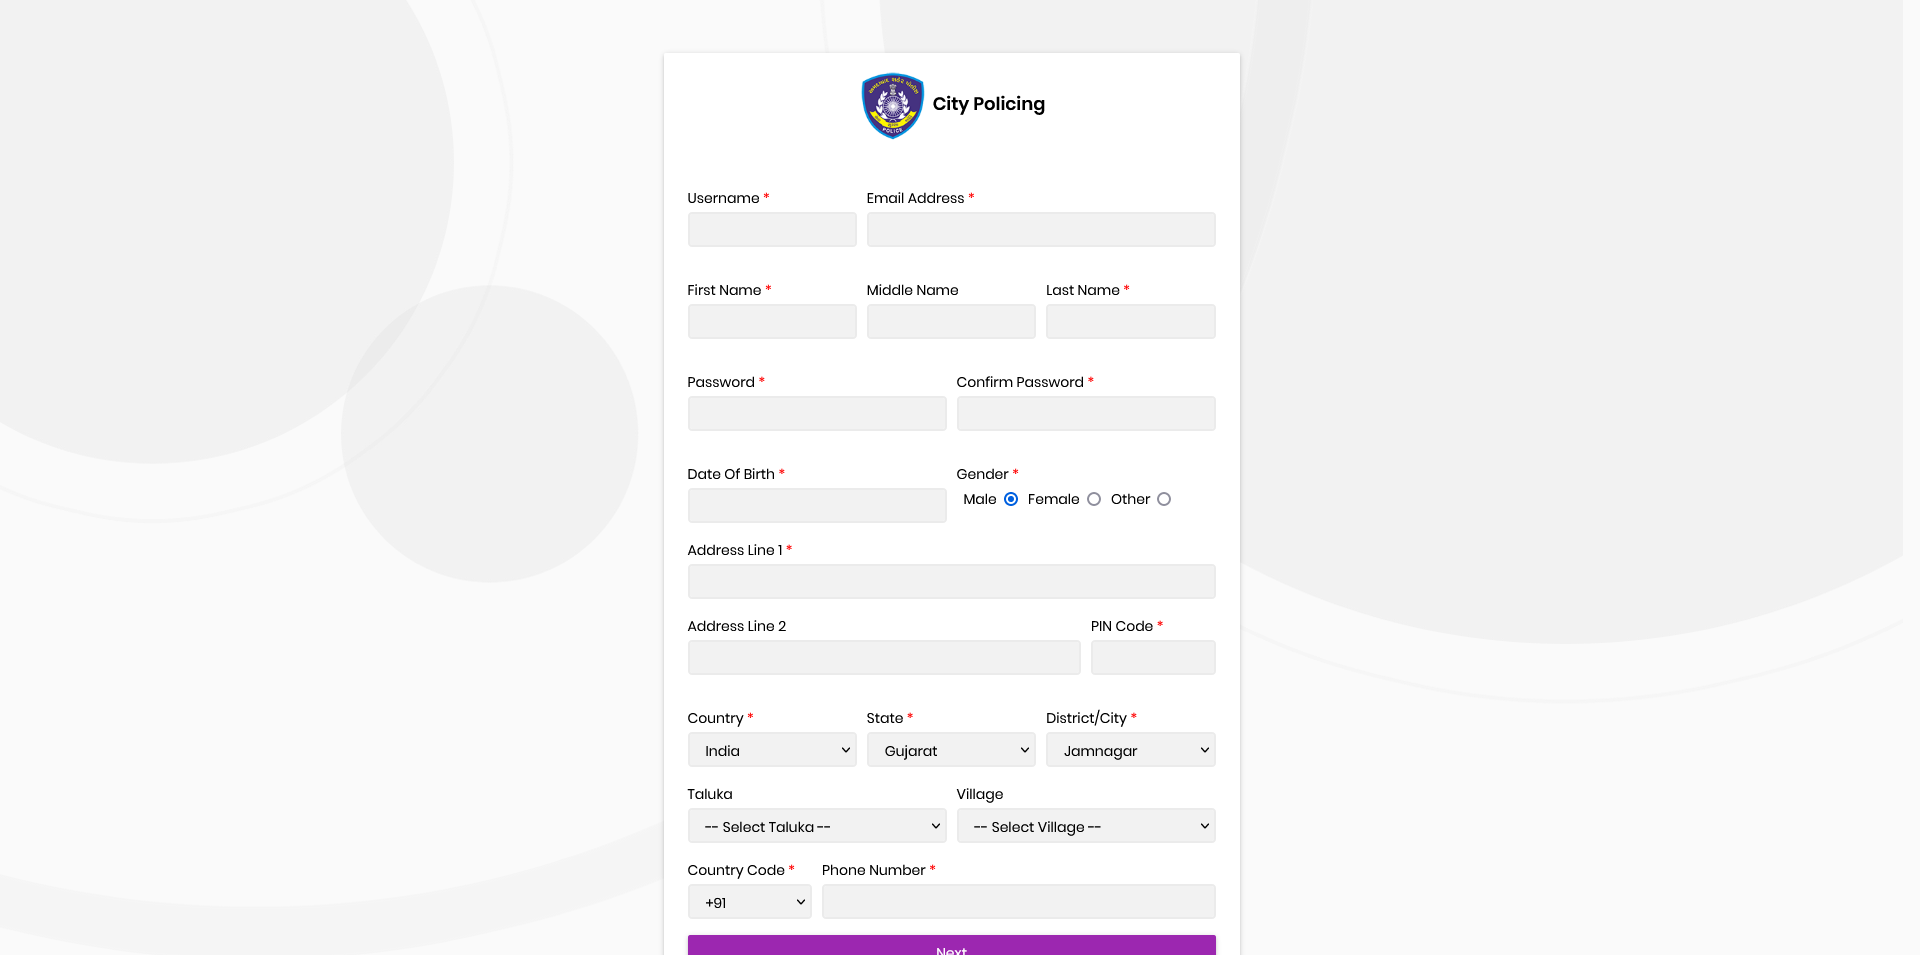 City Policing
POLICE
Username *
Email Address *
First Name *
Middle Name
Last Name *
Password *
Confirm Password *
Date Of Birth *
Gender *
Male
Female
Other
Address Line 1 *
Address Line 2
PIN Code *
Country *
State *
District/City *
India
Gujarat
Jamnagar
Taluka
Village
-- Select Taluka --
-- Select Village --
Country Code *
Phone Number *
+91
Next